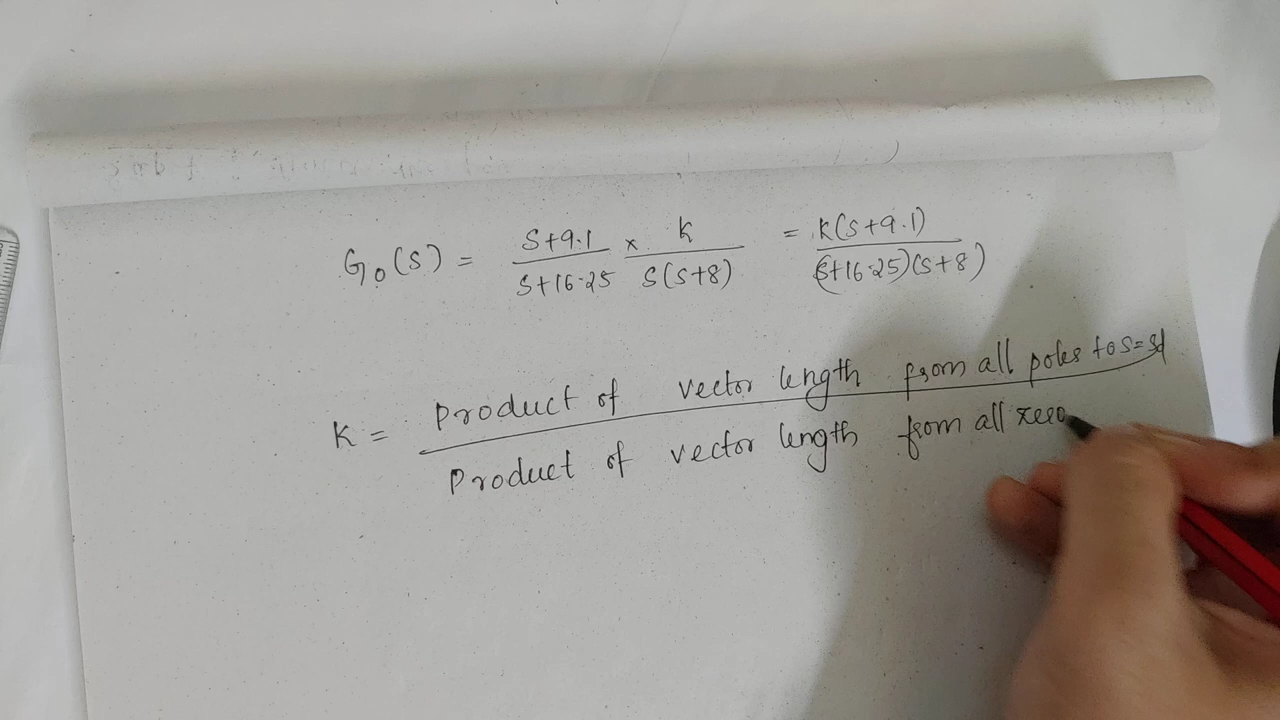 G₀(s) = s+9.1/s+16.25 × K/s(s+8) = K(s+9.1)/(s+16.25)(s+8)
K = Product of vector length from all poles to s=sd
Product of vector length from all zero